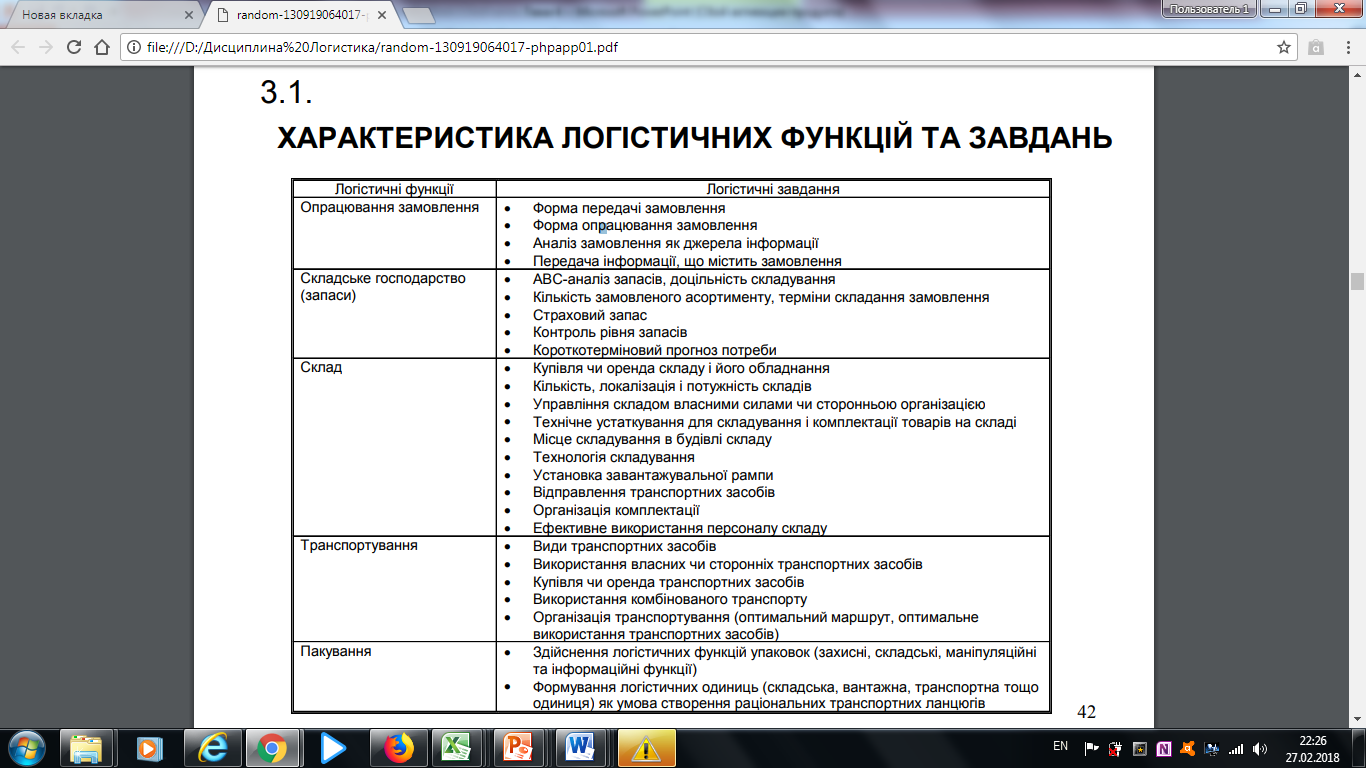 Новая вкладка
random-130919064017-p
Пользователь 1
file:///D:/Дисциплина%20Логистика/random-130919064017-phpapp01.pdf
3.1.
ХАРАКТЕРИСТИКА ЛОГІСТИЧНИХ ФУНКЦІЙ ТА ЗАВДАНЬ
Логістичні функції
Логістичні завдання
Опрацювання замовлення
• Форма передачі замовлення
• Форма опрацювання замовлення
• Аналіз замовлення як джерела інформації
• Передача інформації, що містить замовлення
Складське господарство
(запаси)
• АВС-аналіз запасів, доцільність складування
• Кількість замовленого асортименту, терміни складання замовлення
• Страховий запас
• Контроль рівня запасів
• Короткотерміновий прогноз потреби
Склад
• Купівля чи оренда складу і його обладнання
• Кількість, локалізація і потужність складів
• Управління складом власними силами чи сторонньою організацією
• Технічне устаткування для складування і комплектації товарів на складі
• Місце складування в будівлі складу
• Технологія складування
• Установка завантажувальної рампи
• Відправлення транспортних засобів
• Організація комплектації
• Ефективне використання персоналу складу
Транспортування
• Види транспортних засобів
• Використання власних чи сторонніх транспортних засобів
• Купівля чи оренда транспортних засобів
• Використання комбінованого транспорту
• Організація транспортування (оптимальний маршрут, оптимальне
використання транспортних засобів)
Пакування
• Здійснення логістичних функцій упаковок (захисні, складські, маніпуляційні
та інформаційні функції)
• Формування логістичних одиниць (складська, вантажна, транспортна тощо
одиниця) як умова створення раціональних транспортних ланцюгів
42
EN
22:26
27.02.2018